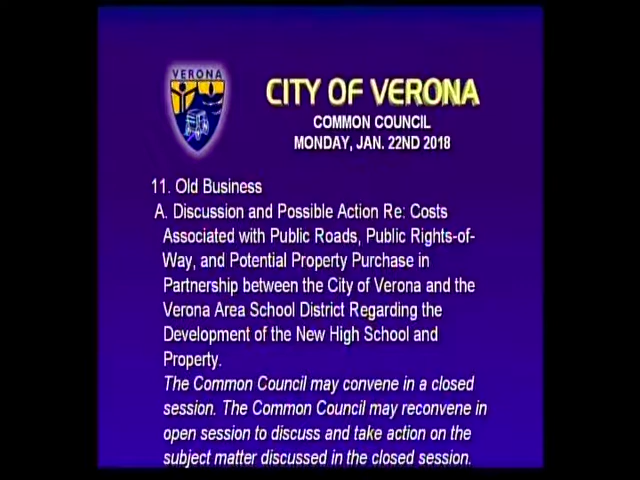 VERONA
CITY OF VERONA
COMMON COUNCIL
MONDAY, JAN. 22ND 2018
11. Old Business
A. Discussion and Possible Action Re: Costs
Associated with Public Roads, Public Rights-of-
Way, and Potential Property Purchase in
Partnership between the City of Verona and the
Verona Area School District Regarding the
Development of the New High School and
Property.
The Common Council may convene in a closed
session. The Common Council may reconvene in
open session to discuss and take action on the
subject matter discussed in the closed session.